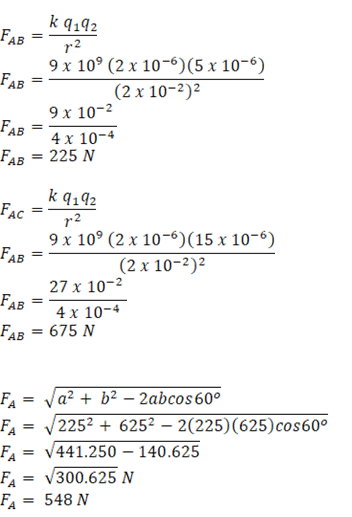 F_AB = k q₁q₂ / r²
F_AB = 9 x 10⁹ (2 x 10⁻⁶)(5 x 10⁻⁶) / (2 x 10⁻²)²
F_AB = 9 x 10⁻² / 4 x 10⁻⁴
F_AB = 225 N
F_AC = k q₁q₂ / r²
F_AB = 9 x 10⁹ (2 x 10⁻⁶)(15 x 10⁻⁶) / (2 x 10⁻²)²
F_AB = 27 x 10⁻² / 4 x 10⁻⁴
F_AB = 675 N
F_A = √(a² + b² − 2abcos60º)
F_A = √(225² + 625² − 2(225)(625)cos60º)
F_A = √(441.250 − 140.625)
F_A = √(300.625) N
F_A = 548 N